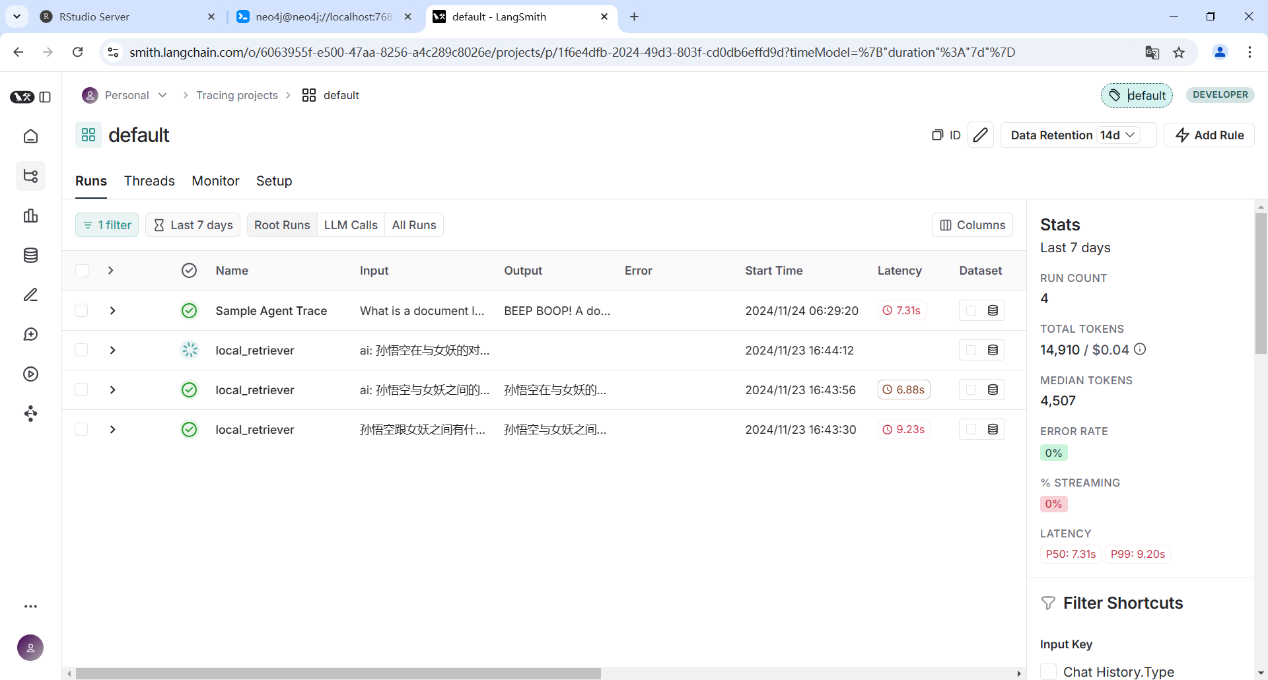 RStudio Server
neo4j@neo4j://localhost:768
default - LangSmith
smith.langchain.com/o/6063955f-e500-47aa-8256-a4c289c8026e/projects/p/1f6e4dfb-2024-49d3-803f-cd0db6effd9d?timeModel=%7B"duration"%3A"7d"%7D
Personal
Tracing projects
default
default
DEVELOPER
default
ID
Data Retention 14d
Add Rule
Runs Threads Monitor Setup
1 filter
Last 7 days
Root Runs LLM Calls All Runs
Columns
Name Input Output Error Start Time Latency Dataset
Sample Agent Trace What is a document l... BEEP BOOP! A do... 2024/11/24 06:29:20 7.31s
local_retriever ai: 孙悟空在与女妖的对... 2024/11/23 16:44:12
local_retriever ai: 孙悟空与女妖之间的... 孙悟空在与女妖的... 2024/11/23 16:43:56 6.88s
local_retriever 孙悟空跟女妖之间有什... 孙悟空与女妖之间... 2024/11/23 16:43:30 9.23s
Stats
Last 7 days
RUN COUNT
4
TOTAL TOKENS
14,910 / $0.04
MEDIAN TOKENS
4,507
ERROR RATE
0%
% STREAMING
0%
LATENCY
P50: 7.31s P99: 9.20s
Filter Shortcuts
Input Key
Chat History.Type